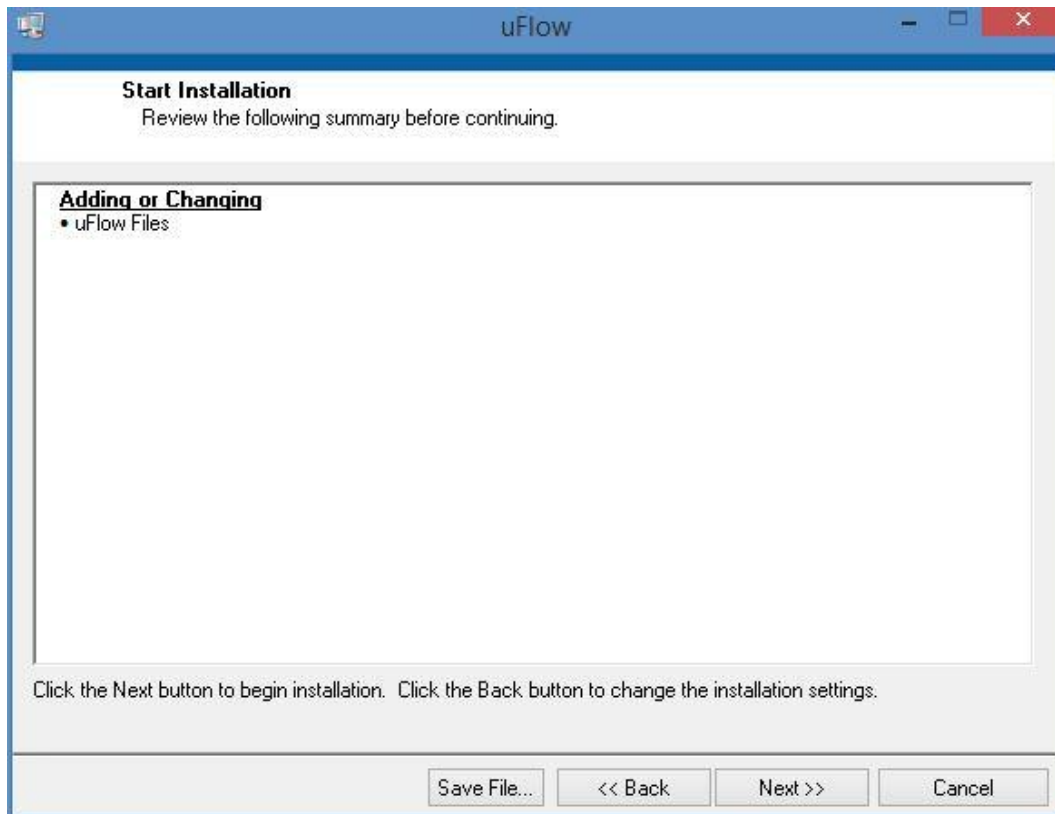 uFlow
Start Installation
Review the following summary before continuing.
Adding or Changing
• uFlow Files
Click the Next button to begin installation.  Click the Back button to change the installation settings.
Save File... << Back Next >> Cancel